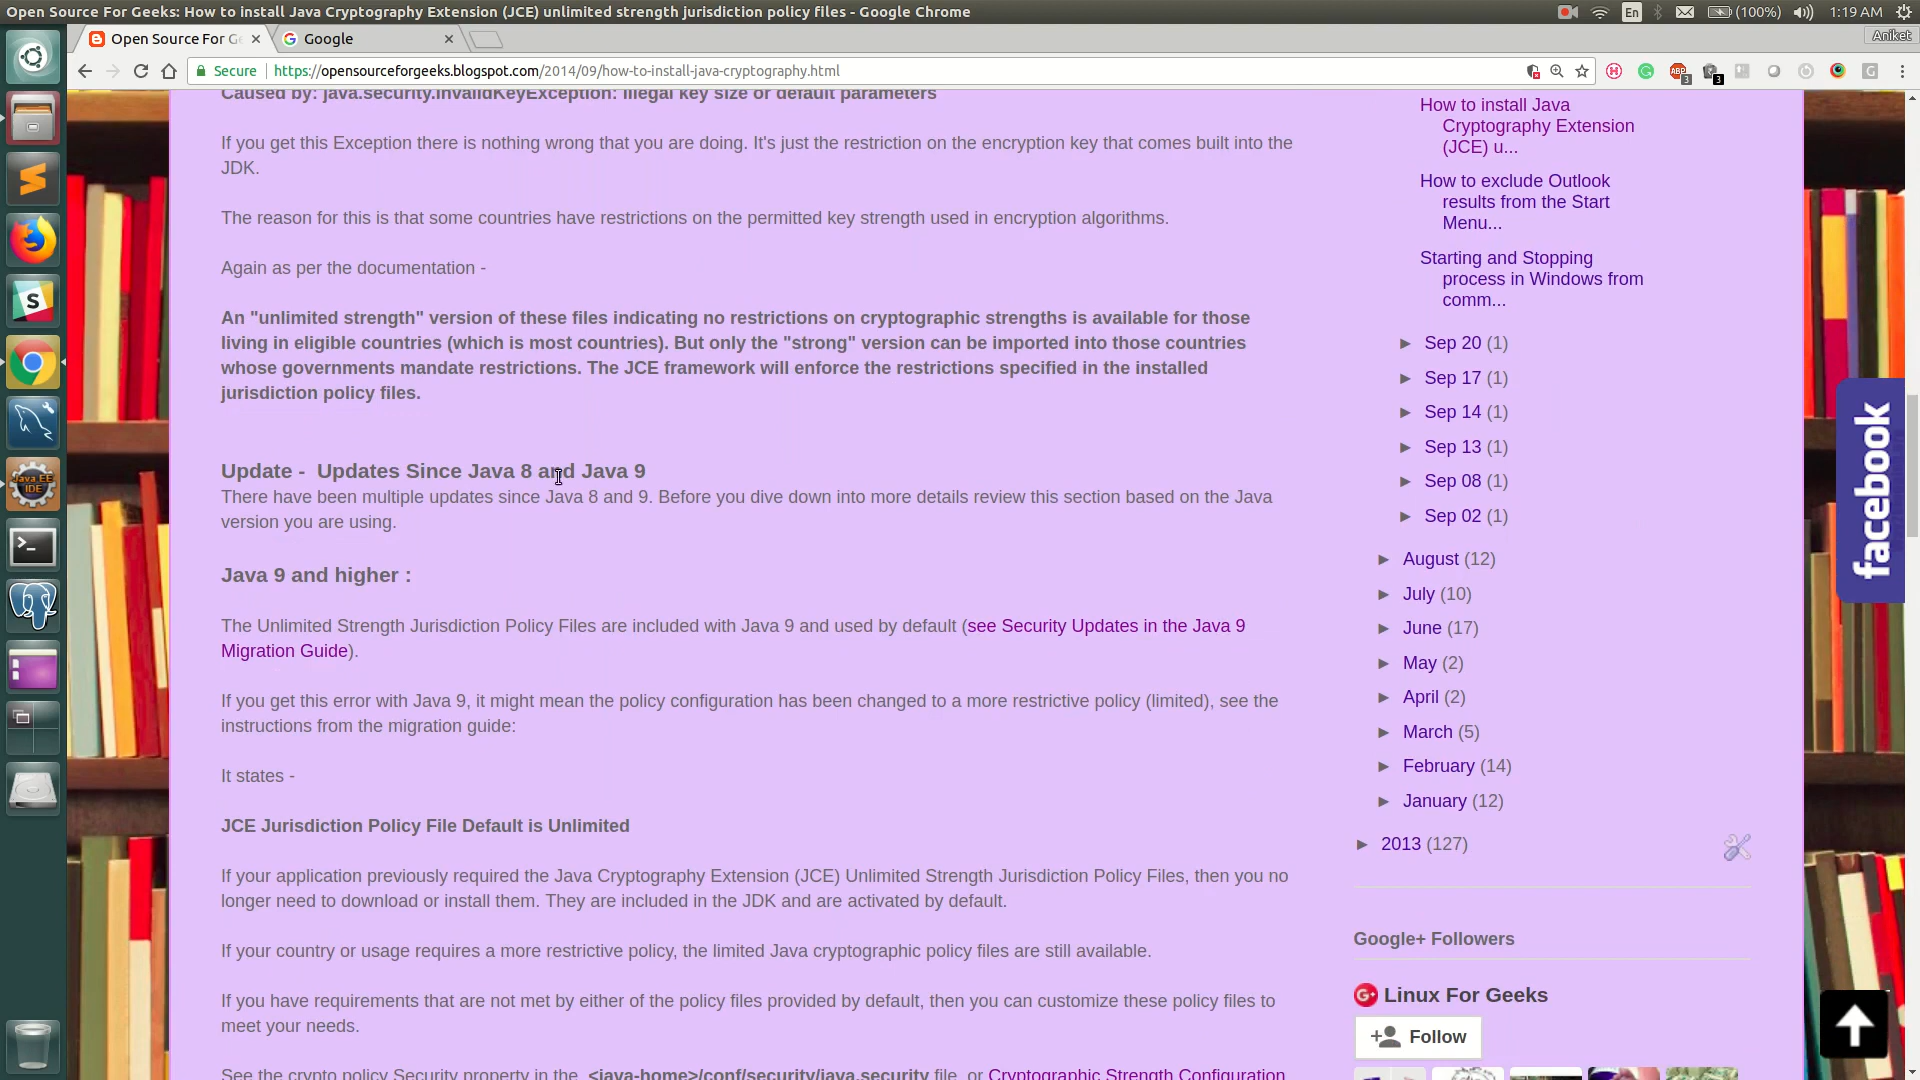 Open Source For Geeks: How to install Java Cryptography Extension (JCE) unlimited strength jurisdiction policy files - Google Chrome
En
(100%)
1:19 AM
Open Source For Ge
Google
Aniket
Secure
https://opensourceforgeeks.blogspot.com/2014/09/how-to-install-java-cryptography.html
Caused by: java.security.InvalidKeyException: Illegal key size or default parameters
If you get this Exception there is nothing wrong that you are doing. It's just the restriction on the encryption key that comes built into the
JDK.
The reason for this is that some countries have restrictions on the permitted key strength used in encryption algorithms.
Again as per the documentation -
An "unlimited strength" version of these files indicating no restrictions on cryptographic strengths is available for those
living in eligible countries (which is most countries). But only the "strong" version can be imported into those countries
whose governments mandate restrictions. The JCE framework will enforce the restrictions specified in the installed
jurisdiction policy files.
Update -  Updates Since Java 8 and Java 9
There have been multiple updates since Java 8 and 9. Before you dive down into more details review this section based on the Java
version you are using.
Java 9 and higher :
The Unlimited Strength Jurisdiction Policy Files are included with Java 9 and used by default (see Security Updates in the Java 9
Migration Guide).
If you get this error with Java 9, it might mean the policy configuration has been changed to a more restrictive policy (limited), see the
instructions from the migration guide:
It states -
JCE Jurisdiction Policy File Default is Unlimited
If your application previously required the Java Cryptography Extension (JCE) Unlimited Strength Jurisdiction Policy Files, then you no
longer need to download or install them. They are included in the JDK and are activated by default.
If your country or usage requires a more restrictive policy, the limited Java cryptographic policy files are still available.
If you have requirements that are not met by either of the policy files provided by default, then you can customize these policy files to
meet your needs.
See the crypto.policy Security property in the <java-home>/conf/security/java.security file, or Cryptographic Strength Configuration
How to install Java
Cryptography Extension
(JCE) u...
How to exclude Outlook
results from the Start
Menu...
Starting and Stopping
process in Windows from
comm...
► Sep 20 (1)
► Sep 17 (1)
► Sep 14 (1)
► Sep 13 (1)
► Sep 08 (1)
► Sep 02 (1)
► August (12)
► July (10)
► June (17)
► May (2)
► April (2)
► March (5)
► February (14)
► January (12)
► 2013 (127)
Google+ Followers
Linux For Geeks
Follow
facebook
Java EE
IDE